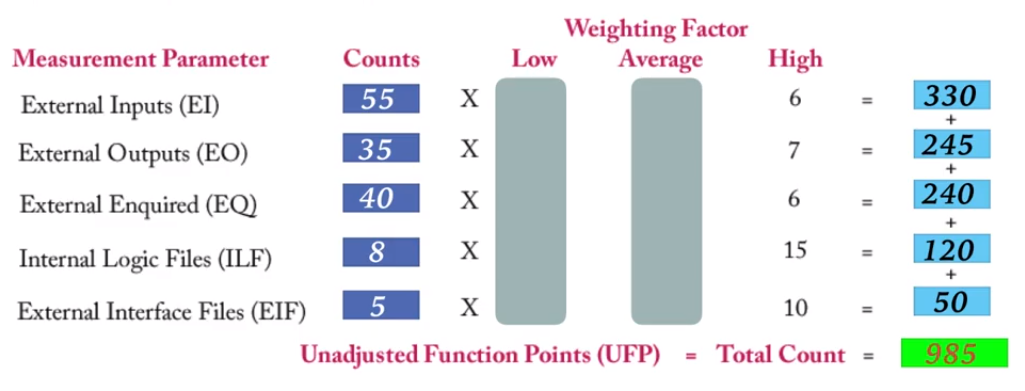 Weighting Factor
Measurement Parameter Counts Low Average High
External Inputs (EI) 55 X 6 = 330
+
External Outputs (EO) 35 X 7 = 245
+
External Enquired (EQ) 40 X 6 = 240
+
Internal Logic Files (ILF) 8 X 15 = 120
+
External Interface Files (EIF) 5 X 10 = 50
Unadjusted Function Points (UFP) = Total Count = 985